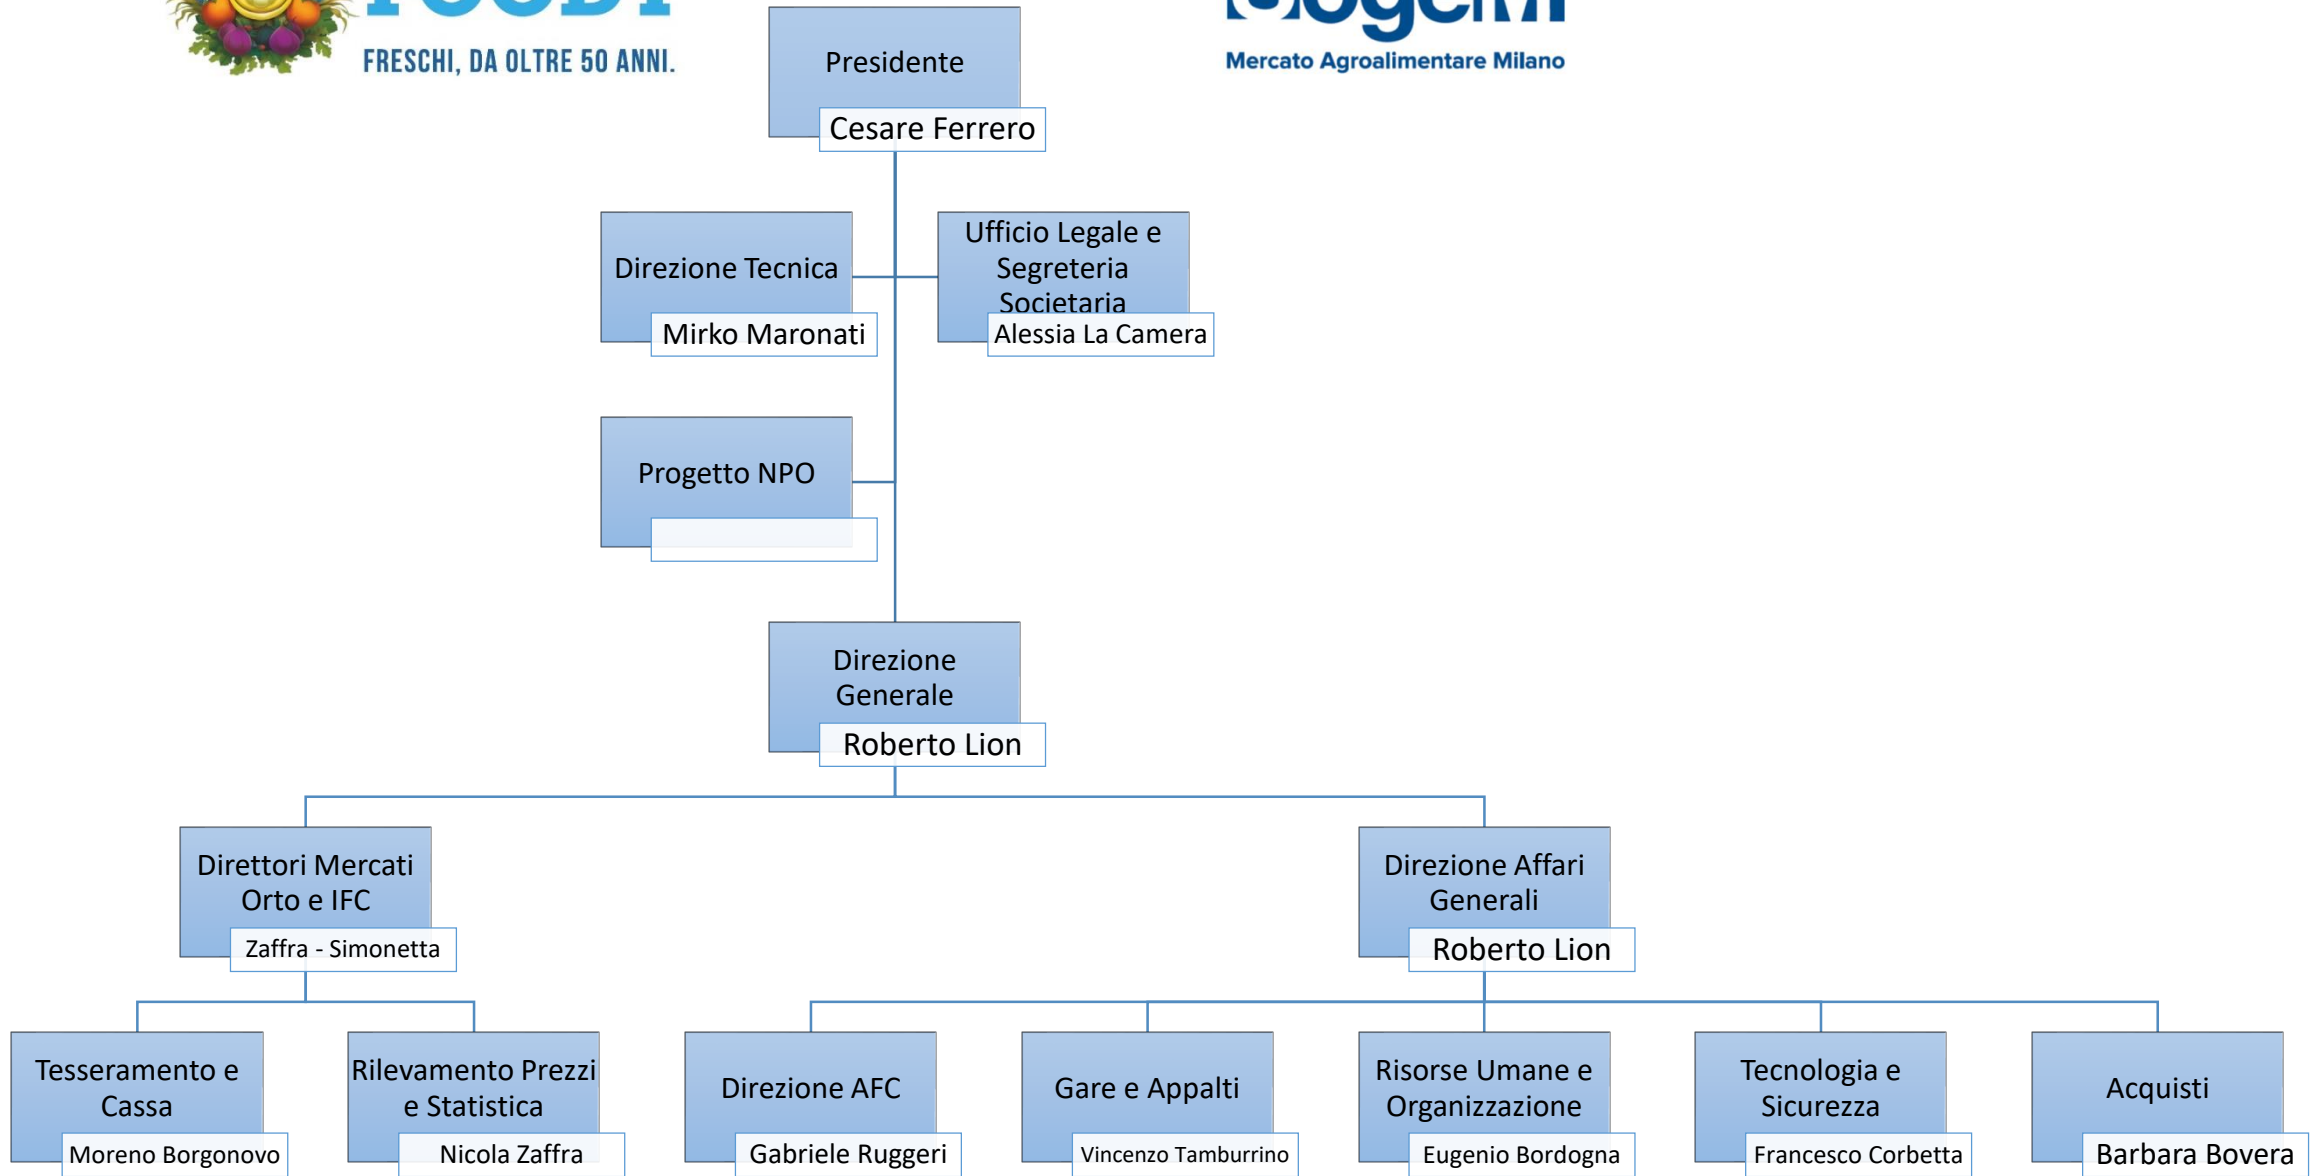 FRESCHI, DA OLTRE 50 ANNI.
Mercato Agroalimentare Milano
Presidente
Cesare Ferrero
Direzione Tecnica
Mirko Maronati
Ufficio Legale e
Segreteria
Societaria
Alessia La Camera
Progetto NPO
Direzione
Generale
Roberto Lion
Direttori Mercati
Orto e IFC
Zaffra - Simonetta
Direzione Affari
Generali
Roberto Lion
Tesseramento e
Cassa
Moreno Borgonovo
Rilevamento Prezzi
e Statistica
Nicola Zaffra
Direzione AFC
Gabriele Ruggeri
Gare e Appalti
Vincenzo Tamburrino
Risorse Umane e
Organizzazione
Eugenio Bordogna
Tecnologia e
Sicurezza
Francesco Corbetta
Acquisti
Barbara Bovera